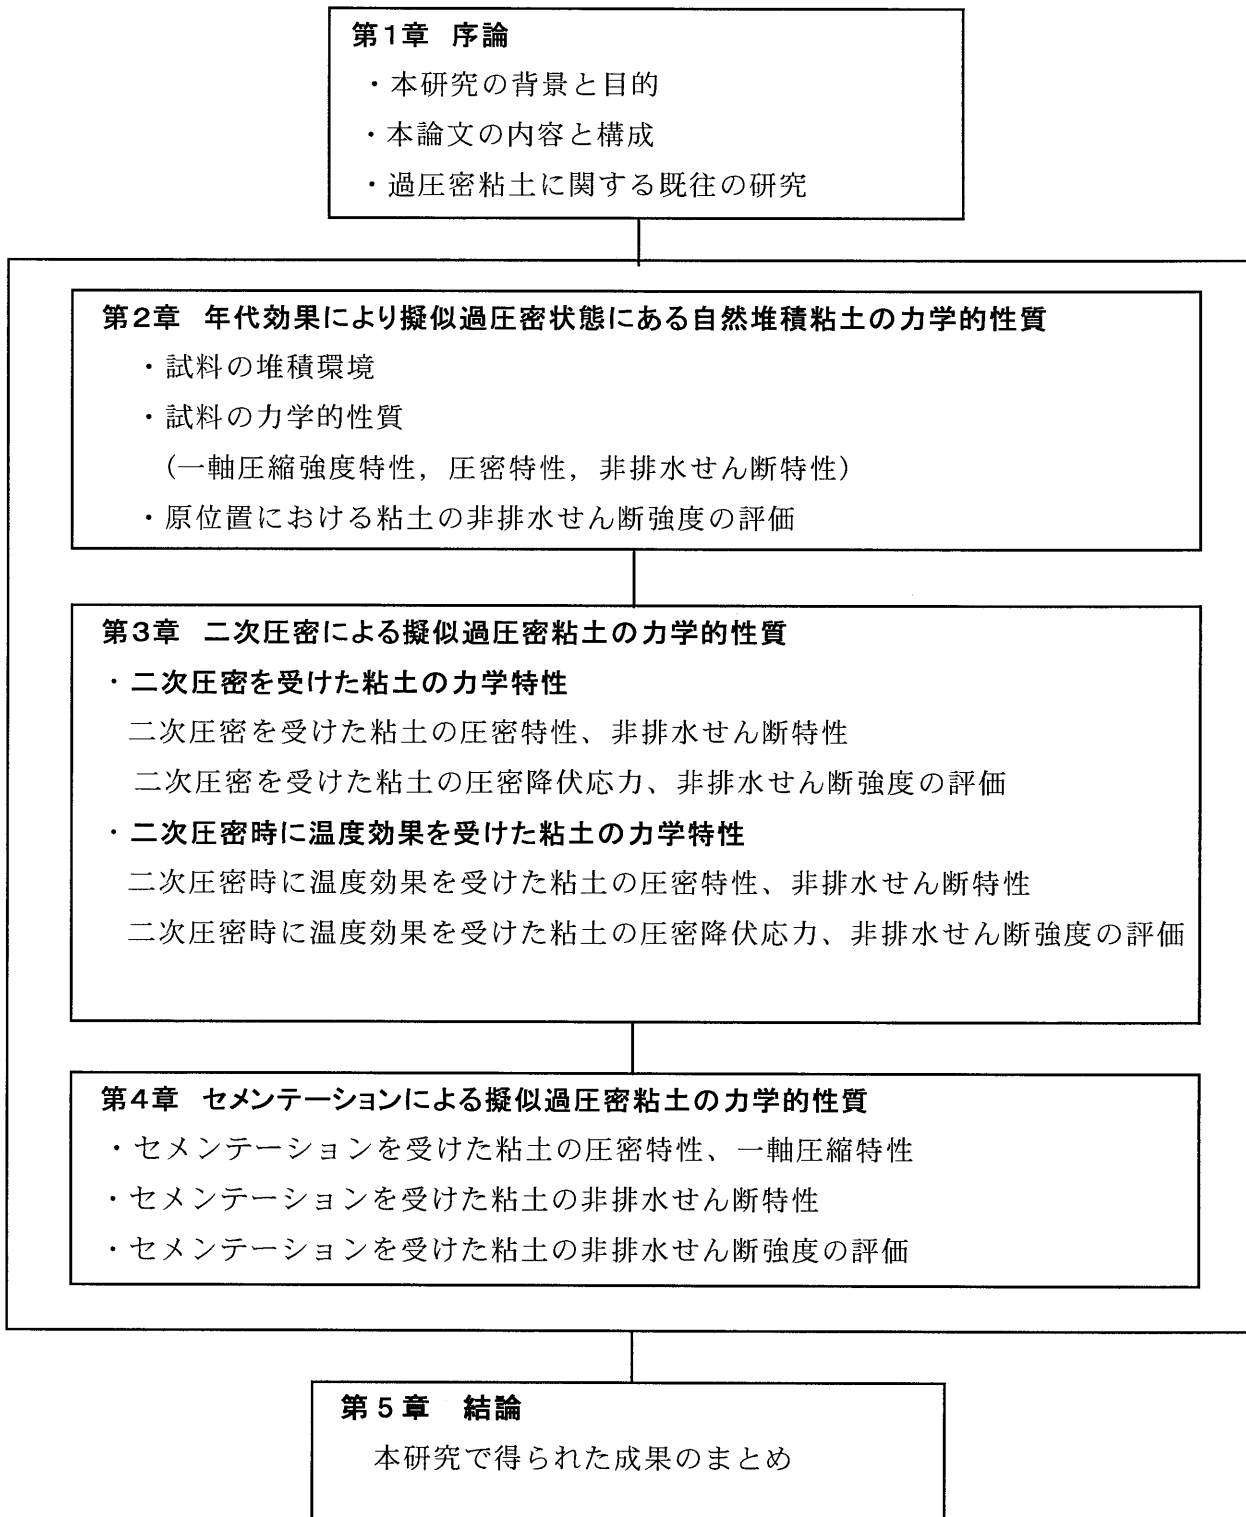 第1章 序論
・本研究の背景と目的
・本論文の内容と構成
・過圧密粘土に関する既往の研究
第2章 年代効果により擬似過圧密状態にある自然堆積粘土の力学的性質
・試料の堆積環境
・試料の力学的性質
(一軸圧縮強度特性, 圧密特性, 非排水せん断特性)
・原位置における粘土の非排水せん断強度の評価
第3章 二次圧密による擬似過圧密粘土の力学的性質
・二次圧密を受けた粘土の力学特性
二次圧密を受けた粘土の圧密特性、非排水せん断特性
二次圧密を受けた粘土の圧密降伏応力、非排水せん断強度の評価
・二次圧密時に温度効果を受けた粘土の力学特性
二次圧密時に温度効果を受けた粘土の圧密特性、非排水せん断特性
二次圧密時に温度効果を受けた粘土の圧密降伏応力、非排水せん断強度の評価
第4章 セメンテーションによる擬似過圧密粘土の力学的性質
・セメンテーションを受けた粘土の圧密特性、一軸圧縮特性
・セメンテーションを受けた粘土の非排水せん断特性
・セメンテーションを受けた粘土の非排水せん断強度の評価
第5章 結論
本研究で得られた成果のまとめ